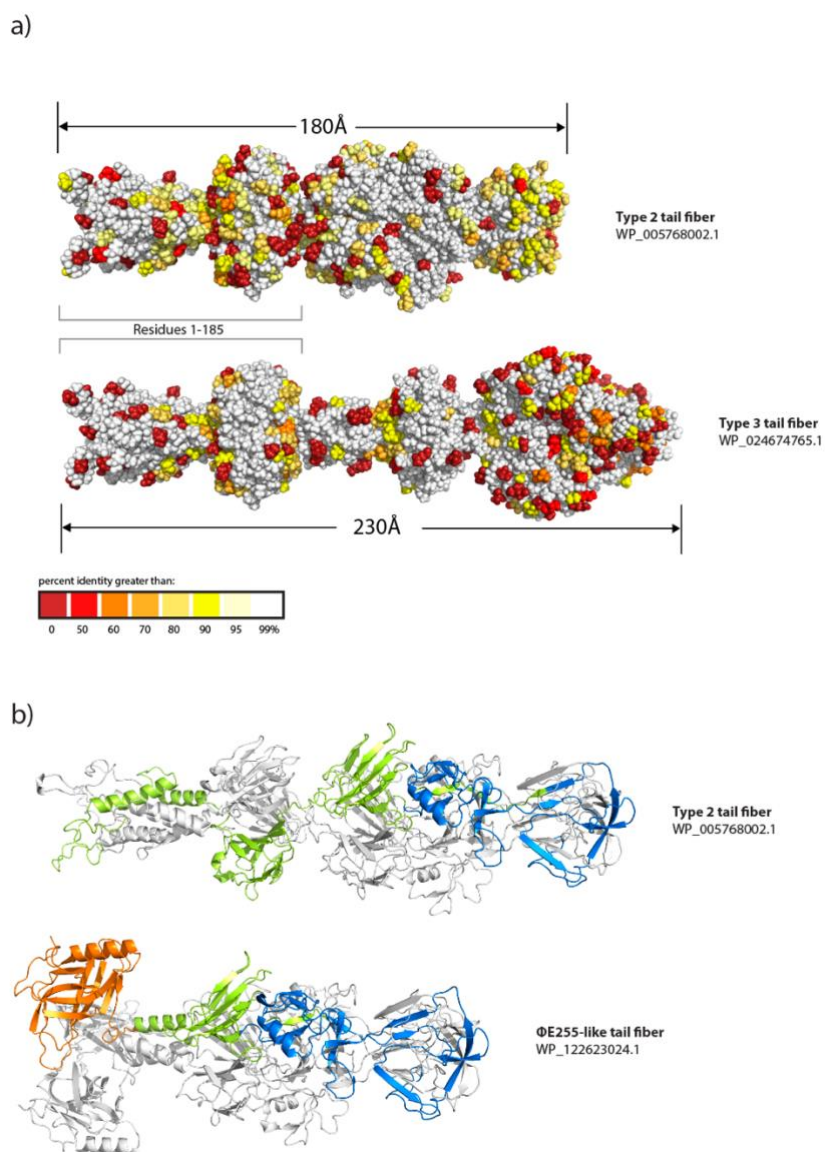 a)
180Å
Type 2 tail fiber
WP_005768002.1
Residues 1-185
Type 3 tail fiber
WP_024674765.1
230Å
percent identity greater than:
0 50 60 70 80 90 95 99%
b)
Type 2 tail fiber
WP_005768002.1
ΦE255-like tail fiber
WP_122623024.1